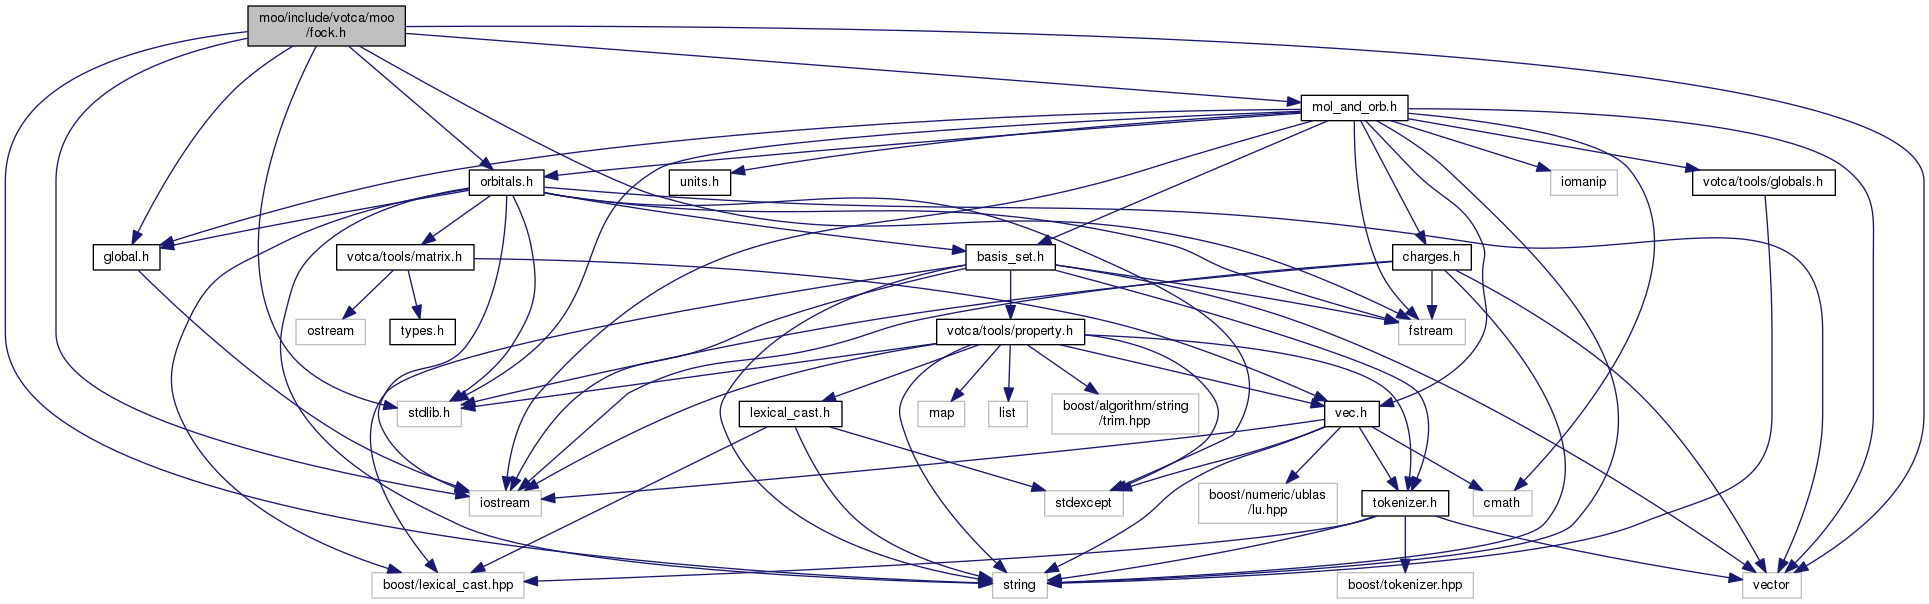 moo/include/votca/moo
/fock.h
mol_and_orb.h
orbitals.h
units.h
iomanip
votca/tools/globals.h
global.h
votca/tools/matrix.h
basis_set.h
charges.h
ostream
types.h
votca/tools/property.h
fstream
stdlib.h
lexical_cast.h
map
list
boost/algorithm/string
/trim.hpp
vec.h
iostream
stdexcept
boost/numeric/ublas
/lu.hpp
tokenizer.h
cmath
boost/lexical_cast.hpp
string
boost/tokenizer.hpp
vector